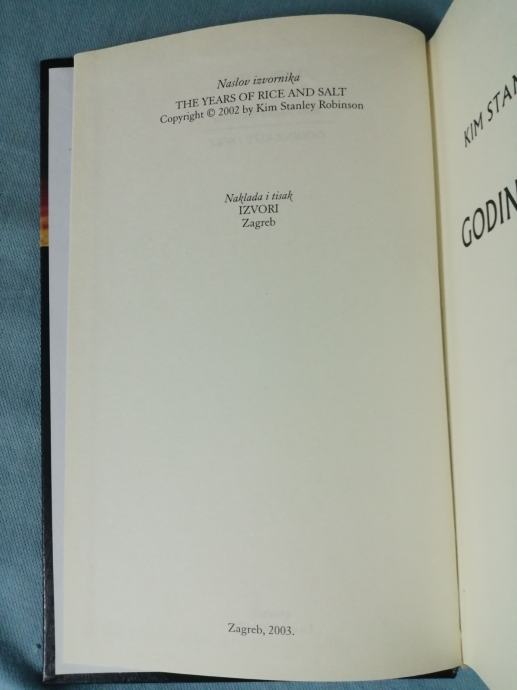 Naslov izvornika
THE YEARS OF RICE AND SALT
Copyright © 2002 by Kim Stanley Robinson
Naklada i tisak
IZVORI
Zagreb
Zagreb, 2003.
KIM STAN
GODIN